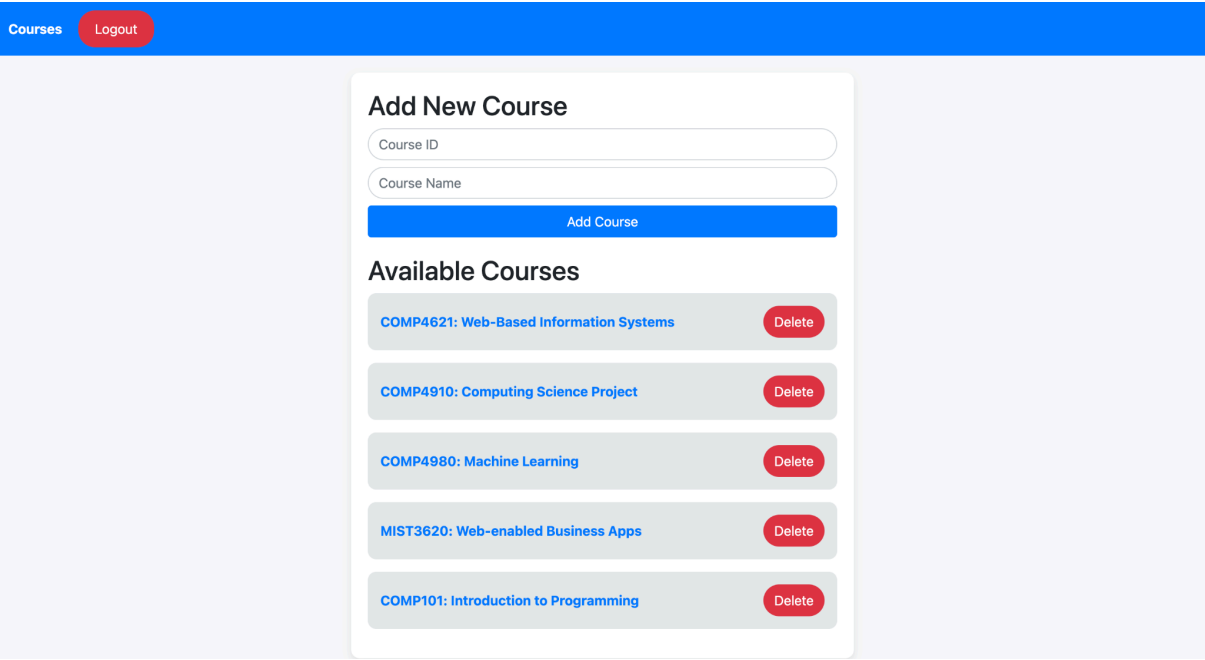 Courses Logout
Add New Course
Course ID
Course Name
Add Course
Available Courses
COMP4621: Web-Based Information Systems Delete
COMP4910: Computing Science Project Delete
COMP4980: Machine Learning Delete
MIST3620: Web-enabled Business Apps Delete
COMP101: Introduction to Programming Delete